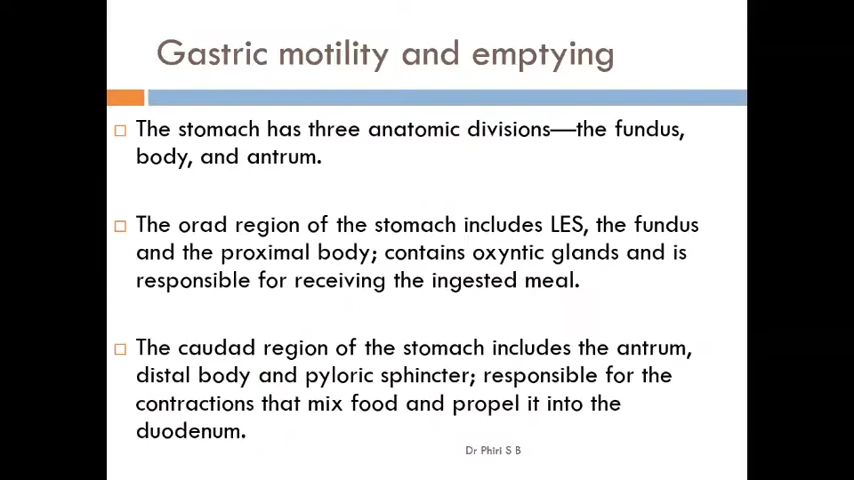 Gastric motility and emptying
The stomach has three anatomic divisions—the fundus,
body, and antrum.
The orad region of the stomach includes LES, the fundus
and the proximal body; contains oxyntic glands and is
responsible for receiving the ingested meal.
The caudad region of the stomach includes the antrum,
distal body and pyloric sphincter; responsible for the
contractions that mix food and propel it into the
duodenum.
Dr Phiri S B